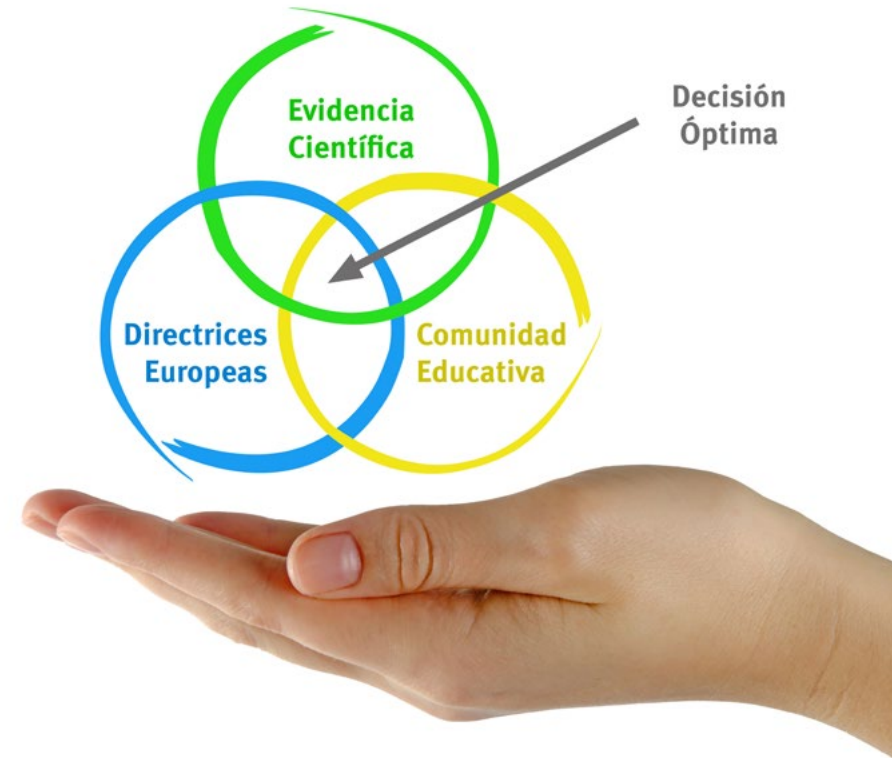 Evidencia
Científica
Decisión
Óptima
Directrices
Europeas
Comunidad
Educativa